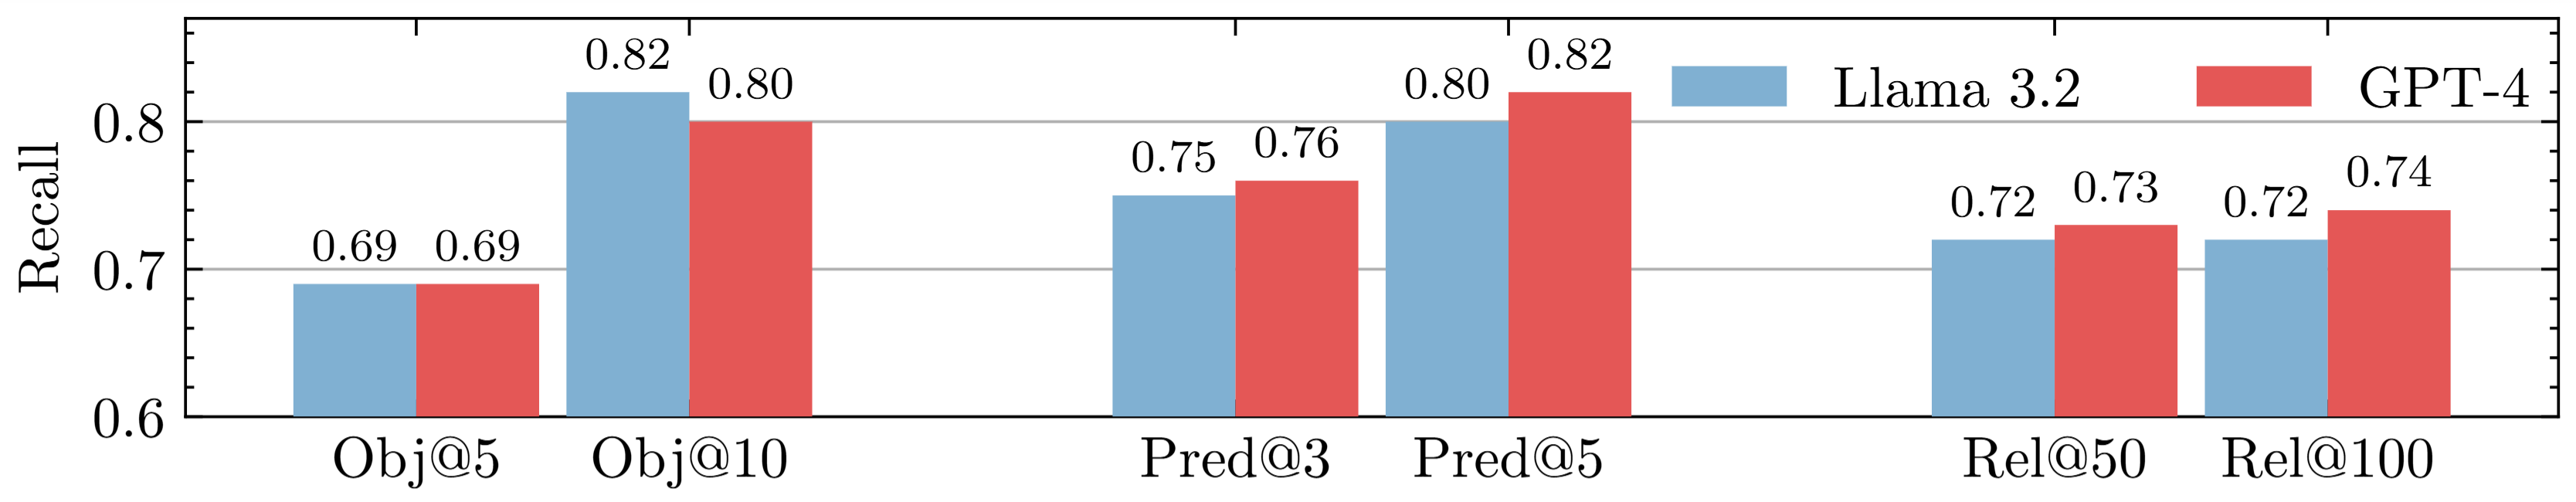 Recall
0.8
0.7
0.6
0.69 0.69 0.82 0.80
0.75 0.76 0.80 0.82
0.72 0.73 0.72 0.74
Llama 3.2 GPT-4
Obj@5 Obj@10 Pred@3 Pred@5 Rel@50 Rel@100